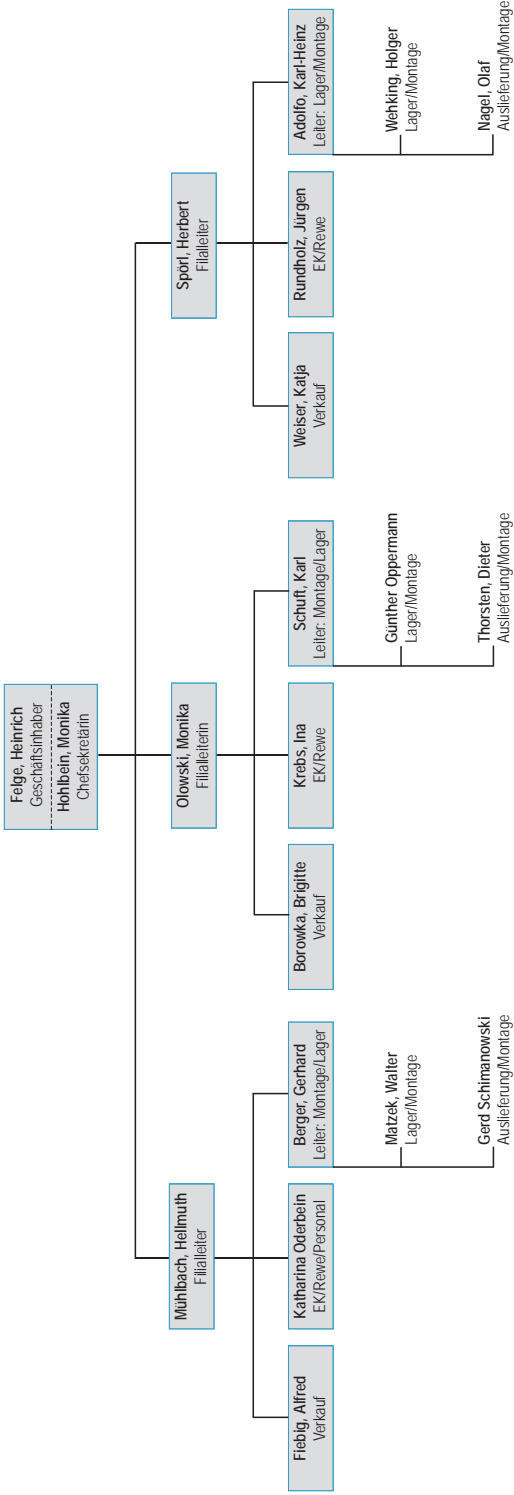 Felge, Heinrich
Geschäftsinhaber
Hohlbein, Monika
Chefsekretärin
Mühlbach, Hellmuth
Filialleiter
Olowski, Monika
Filialleiterin
Spörl, Herbert
Filialleiter
Fiebig, Alfred
Verkauf
Katharina Oderbein
EK/Rewe/Personal
Berger, Gerhard
Leiter: Montage/Lager
Borowka, Brigitte
Verkauf
Krebs, Ina
EK/Rewe
Schuft, Karl
Leiter: Montage/Lager
Weiser, Katja
Verkauf
Rundholz, Jürgen
EK/Rewe
Adolfo, Karl-Heinz
Leiter: Lager/Montage
Matzek, Walter
Lager/Montage
Günther Oppermann
Lager/Montage
Wehking, Holger
Lager/Montage
Gerd Schimanowski
Auslieferung/Montage
Thorsten, Dieter
Auslieferung/Montage
Nagel, Olaf
Auslieferung/Montage